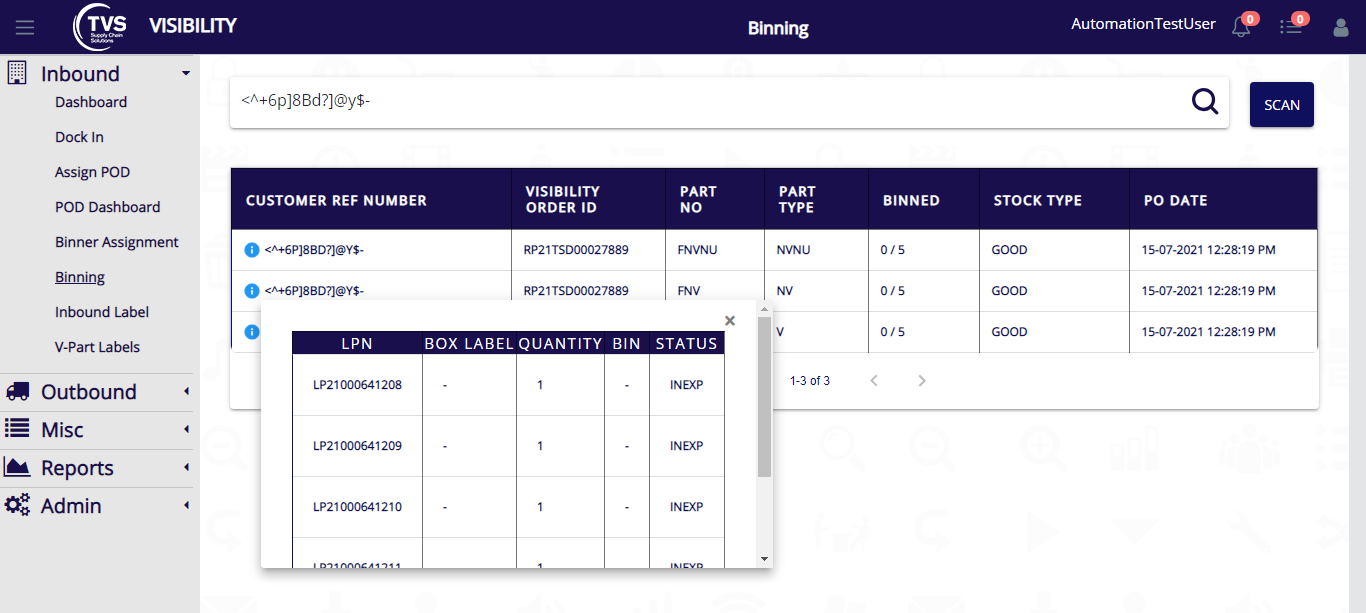 TVS
Supply Chain
Solutions
VISIBILITY
Binning
AutomationTestUser
0
0
Inbound
Dashboard
Dock In
Assign POD
POD Dashboard
Binner Assignment
Binning
Inbound Label
V-Part Labels
Outbound
Misc
Reports
Admin
<^+6p]8Bd?]@y$-
SCAN
CUSTOMER REF NUMBER VISIBILITY ORDER ID PART NO PART TYPE BINNED STOCK TYPE PO DATE
<^+6P]8BD?]@Y$- RP21TSD00027889 FNVNU NVNU 0 / 5 GOOD 15-07-2021 12:28:19 PM
<^+6P]8BD?]@Y$- RP21TSD00027889 FNV NV 0 / 5 GOOD 15-07-2021 12:28:19 PM
V 0 / 5 GOOD 15-07-2021 12:28:19 PM
1-3 of 3
×
LPN BOX LABEL QUANTITY BIN STATUS
LP21000641208 - 1 - INEXP
LP21000641209 - 1 - INEXP
LP21000641210 - 1 - INEXP
LP21000641211 - 1 - INEXP